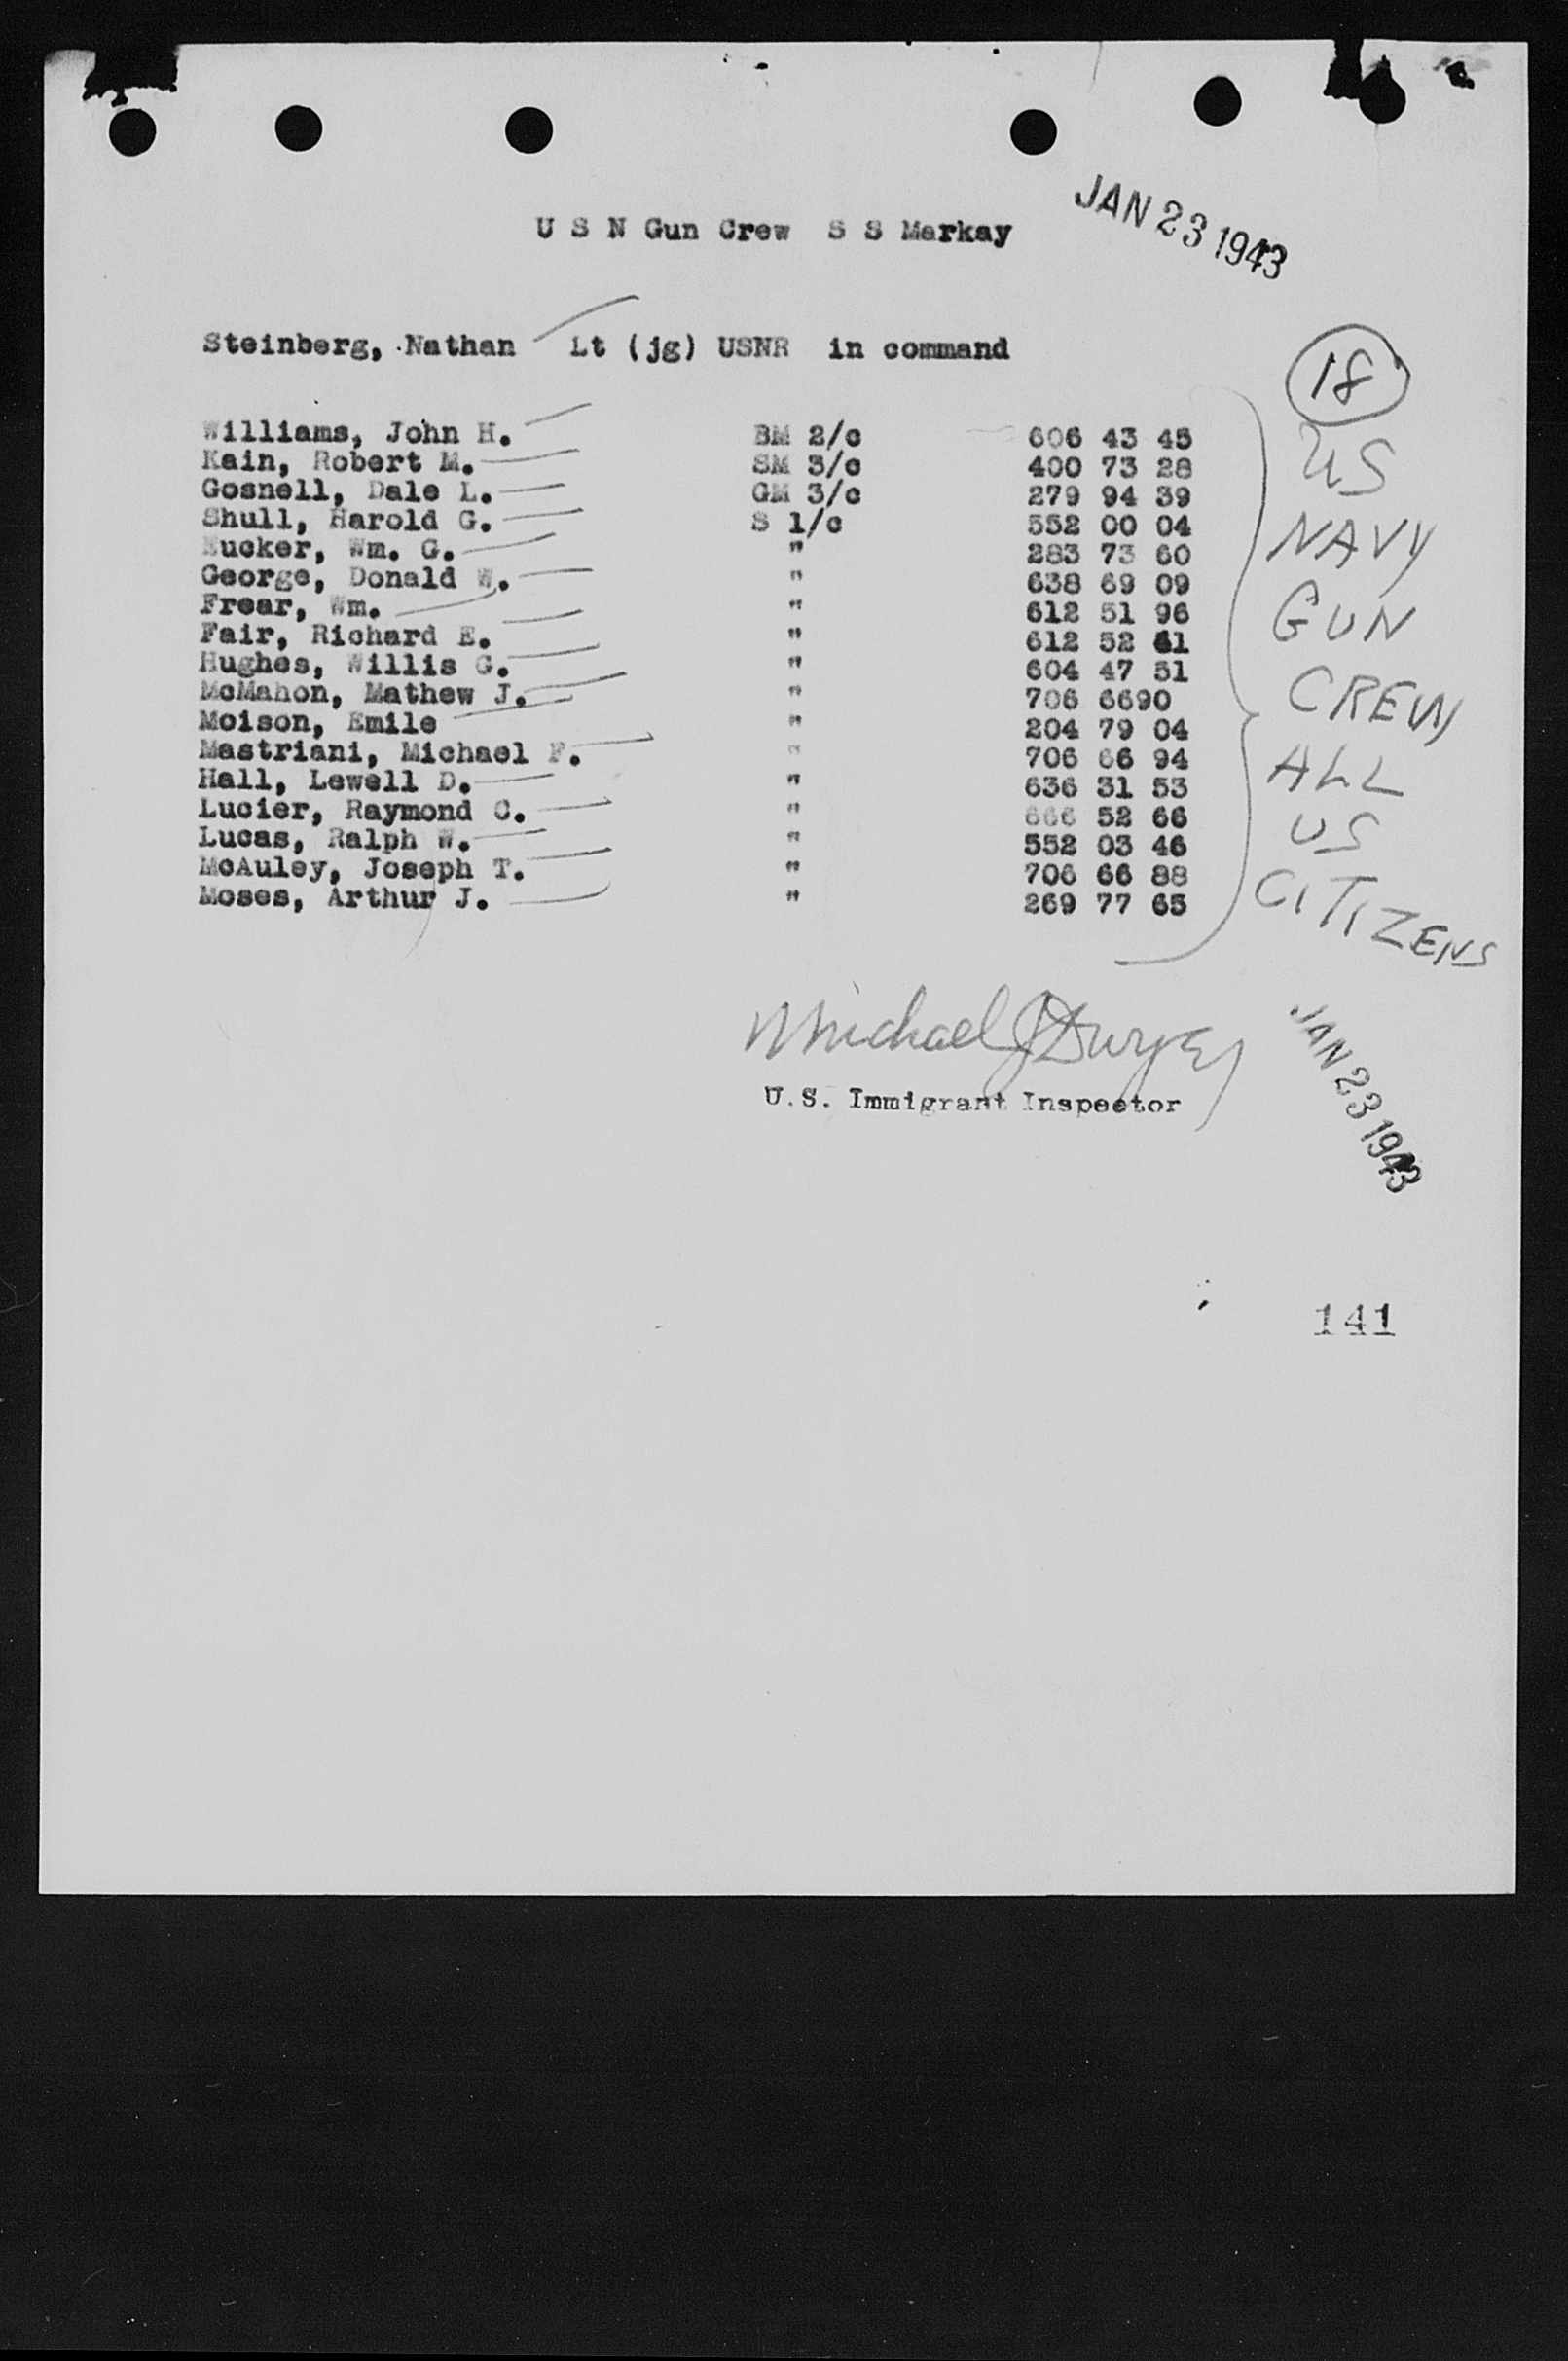 JAN 23 1943
U S N Gun Crew S S Markay
Steinberg, Nathan Lt (jg) USNR in command
18
Williams, John H. BM 2/c 606 43 45
Kain, Robert M. SM 3/c 400 73 28
Gosnell, Dale L. GM 3/c 279 94 39
Shull, Harold G. S 1/c 552 00 04
Wm. G. " 283 73 60
George, Donald W. " 638 69 09
Frear, Wm. " 612 51 96
Fair, Richard E. " 612 52
Hughes, Willis G. " 604 47 51
McMahon, Mathew J. " 706 6690
Moison, Emile " 204 79 04
Mastriani, Michael F. " 706 66 94
Hall, Lewell D. " 636 31 53
Lucier, Raymond C. " 666 52 66
Lucas, Ralph W. " 552 03 46
McAuley, Joseph T. " 706 66 88
Moses, Arthur J. " 269 77 65
US
NAVY
GUN
CREW
ALL
US
CITIZENS
Michael J Dwyer
U.S. Immigrant Inspector
JAN 23 1943
141